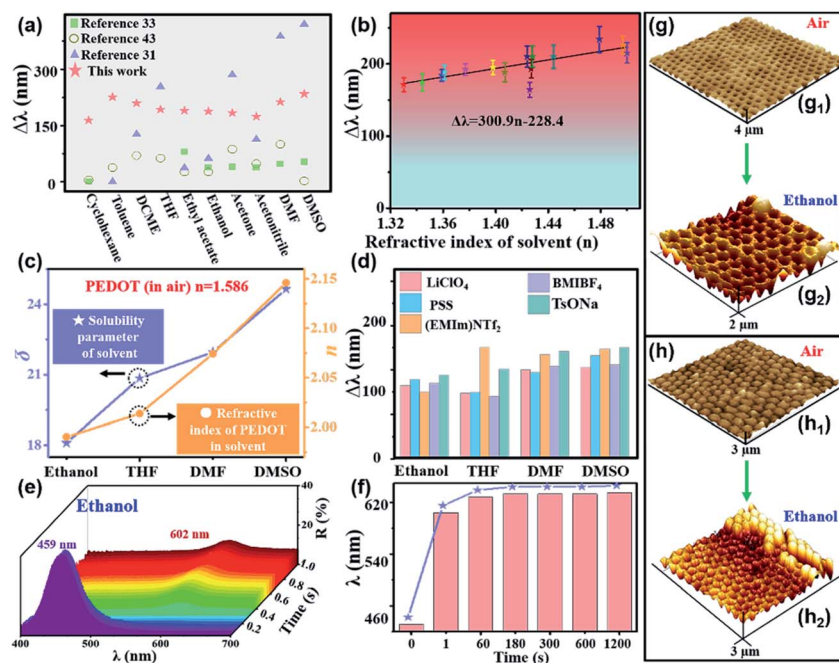 (a)
Reference 33
Reference 43
Reference 31
This work
Δλ (nm)
450
300
150
0
Cyclohexane
Toluene
DCME
THF
Ethyl acetate
Ethanol
Acetone
Acetonitrile
DMF
DMSO
(b)
Δλ (nm)
300
200
100
0
Δλ=300.9n-228.4
1.32
1.36
1.40
1.44
1.48
Refractive index of solvent (n)
(c)
PEDOT (in air) n=1.586
Solubility
parameter
of solvent
Refractive
index of PEDOT
in solvent
δ
24
21
18
n
2.15
2.10
2.05
2.00
Ethanol
THF
DMF
DMSO
(d)
LiClO4
PSS
(EMIm)NTf2
BMIBF4
TsONa
Δλ (nm)
200
100
0
Ethanol
THF
DMF
DMSO
(e)
Ethanol
459 nm
602 nm
R (%)
40
20
0
1.0
0.8
0.6
0.4
0.2
Time (s)
400
500
600
700
λ (nm)
(f)
λ (nm)
620
540
460
0
1
60
180
300
600
1200
Time (s)
(g)
Air
(g1)
4 μm
Ethanol
(g2)
2 μm
(h)
Air
(h1)
3 μm
Ethanol
(h2)
3 μm